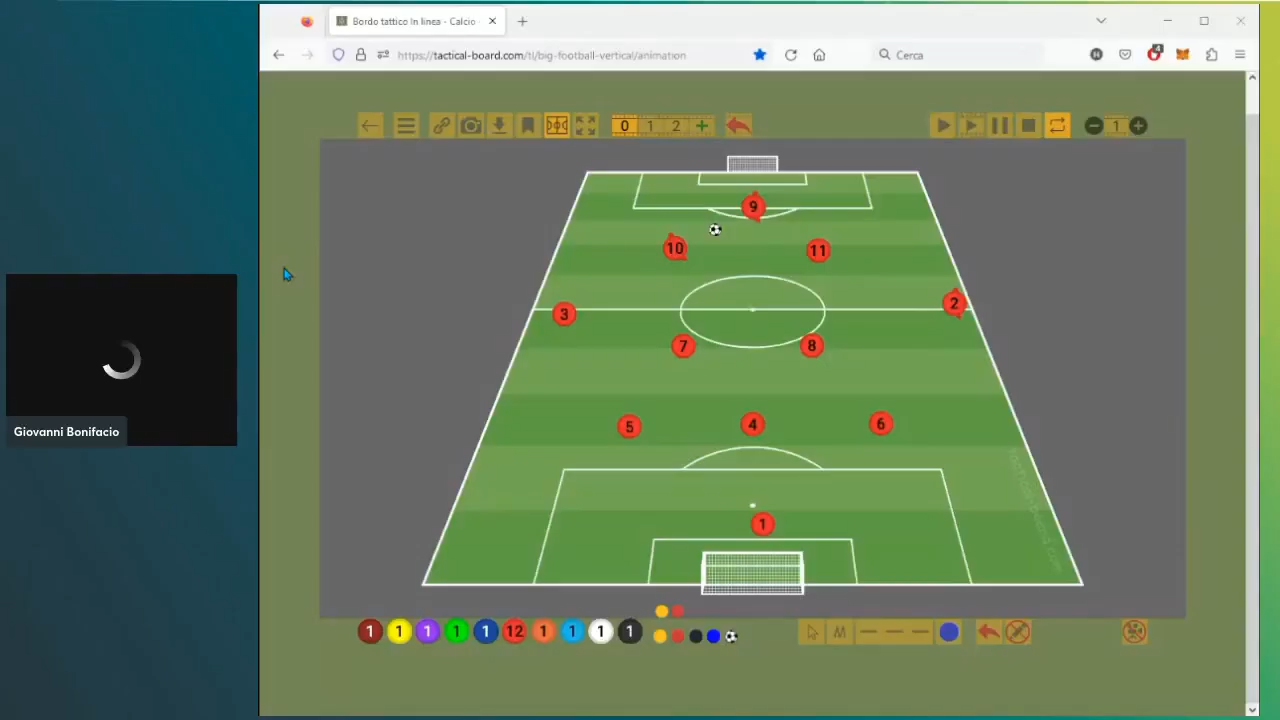 Bordo tattico In linea - Calcio
https://tactical-board.com/tl/big-football-vertical/animation
Cerca
4
0 1 2
1
9
10
11
3
2
7
8
5
4
6
1
Giovanni Bonifacio
1 1 1 1 1 12 1 1 1 1